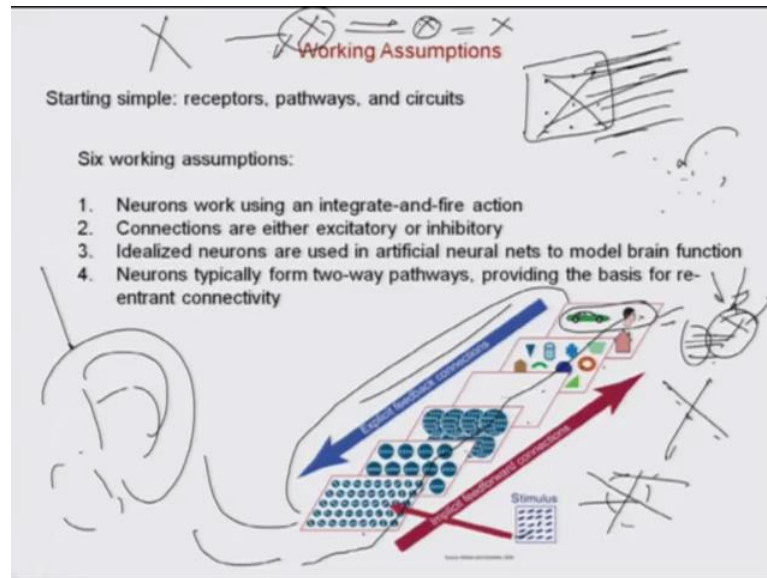 Working Assumptions
Starting simple: receptors, pathways, and circuits
Six working assumptions:
1. Neurons work using an integrate-and-fire action
2. Connections are either excitatory or inhibitory
3. Idealized neurons are used in artificial neural nets to model brain function
4. Neurons typically form two-way pathways, providing the basis for re-
entrant connectivity
Explicit feedback connections
Implicit feedforward connections
Stimulus